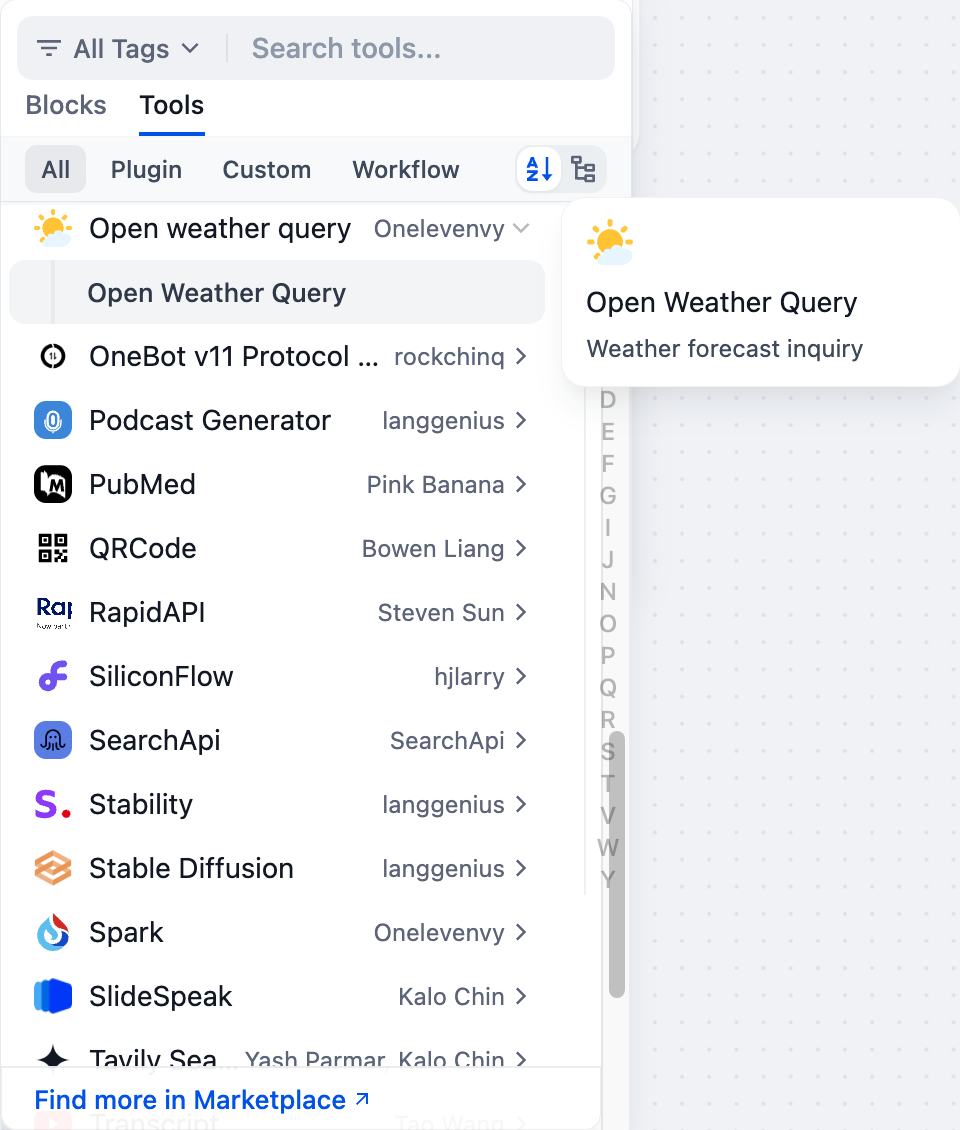 All Tags Search tools...
Blocks Tools
All Plugin Custom Workflow AZ
Open weather query Onelevenvy
Open Weather Query
Open Weather Query
Weather forecast inquiry
OneBot v11 Protocol ... rockchinq
Podcast Generator langgenius
PubMed Pink Banana
QRCode Bowen Liang
RapidAPI Steven Sun
SiliconFlow hjlarry
SearchApi SearchApi
Stability langgenius
Stable Diffusion langgenius
Spark Onelevenvy
SlideSpeak Kalo Chin
Tavily Sea... Yash Parmar, Kalo Chin
Find more in Marketplace
Transcript Tao Wang
D
E
F
G
I
J
N
O
P
Q
R
S
T
V
W
Y